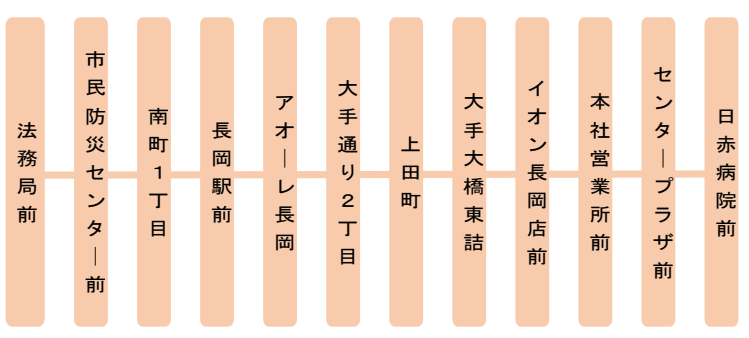 法務局前
市民防災センター前
南町１丁目
長岡駅前
アオーレ長岡
大手通り２丁目
上田町
大手大橋東詰
イオン長岡店前
本社営業所前
センタープラザ前
日赤病院前